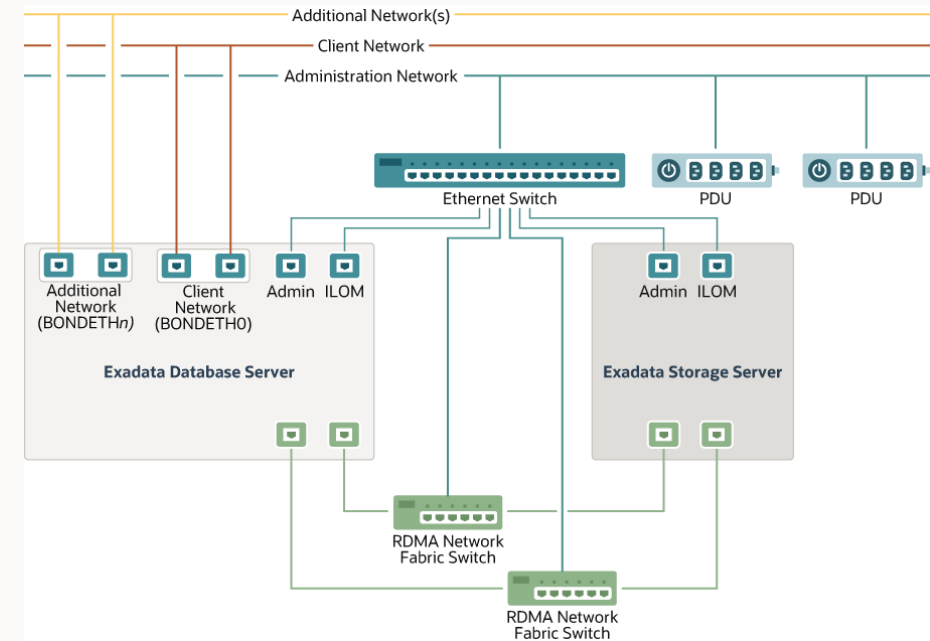 Additional Network(s)
Client Network
Administration Network
Ethernet Switch
PDU
PDU
Additional
Network
(BONDETHn)
Client
Network
(BONDETH0)
Admin
ILOM
Admin
ILOM
Exadata Database Server
Exadata Storage Server
RDMA Network
Fabric Switch
RDMA Network
Fabric Switch